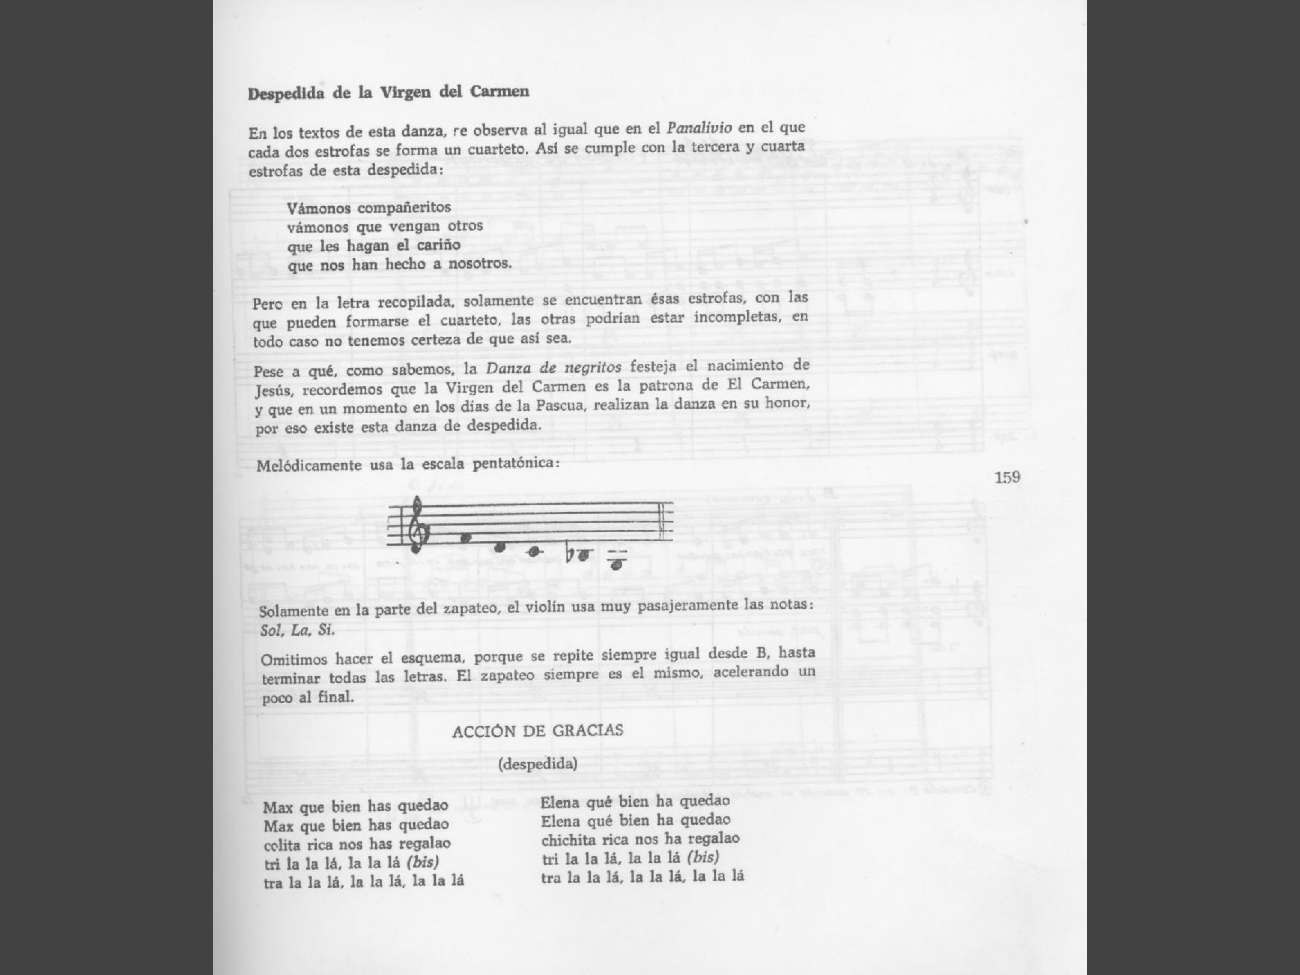 Despedida de la Virgen del Carmen
En los textos de esta danza, re observa al igual que en el Panalivio en el que
cada dos estrofas se forma un cuarteto. Así se cumple con la tercera y cuarta
estrofas de esta despedida:
Vámonos compañeritos
vámonos que vengan otros
que les hagan el cariño
que nos han hecho a nosotros.
Pero en la letra recopilada, solamente se encuentran ésas estrofas, con las
que pueden formarse el cuarteto, las otras podrían estar incompletas, en
todo caso no tenemos certeza de que así sea.
Pese a qué, como sabemos, la Danza de negritos festeja el nacimiento de
Jesús, recordemos que la Virgen del Carmen es la patrona de El Carmen,
y que en un momento en los días de la Pascua, realizan la danza en su honor,
por eso existe esta danza de despedida.
Melódicamente usa la escala pentatónica:
159
Solamente en la parte del zapateo, el violín usa muy pasajeramente las notas:
Sol, La, Si.
Omitimos hacer el esquema, porque se repite siempre igual desde B, hasta
terminar todas las letras. El zapateo siempre es el mismo, acelerando un
poco al final.
ACCIÓN DE GRACIAS
(despedida)
Max que bien has quedao
Max que bien has quedao
colita rica nos has regalao
tri la la lá, la la lá (bis)
tra la la lá, la la lá, la la lá
Elena qué bien ha quedao
Elena qué bien ha quedao
chichita rica nos ha regalao
tri la la lá, la la lá (bis)
tra la la lá, la la lá, la la lá